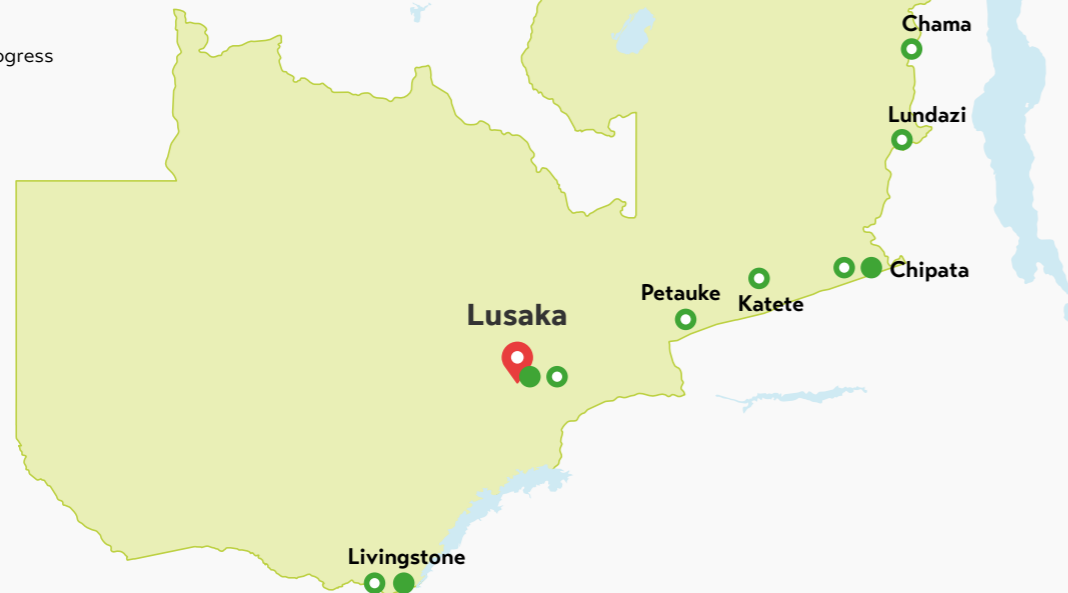 Chama
ogress
Lundazi
Chipata
Petauke
Katete
Lusaka
Livingstone